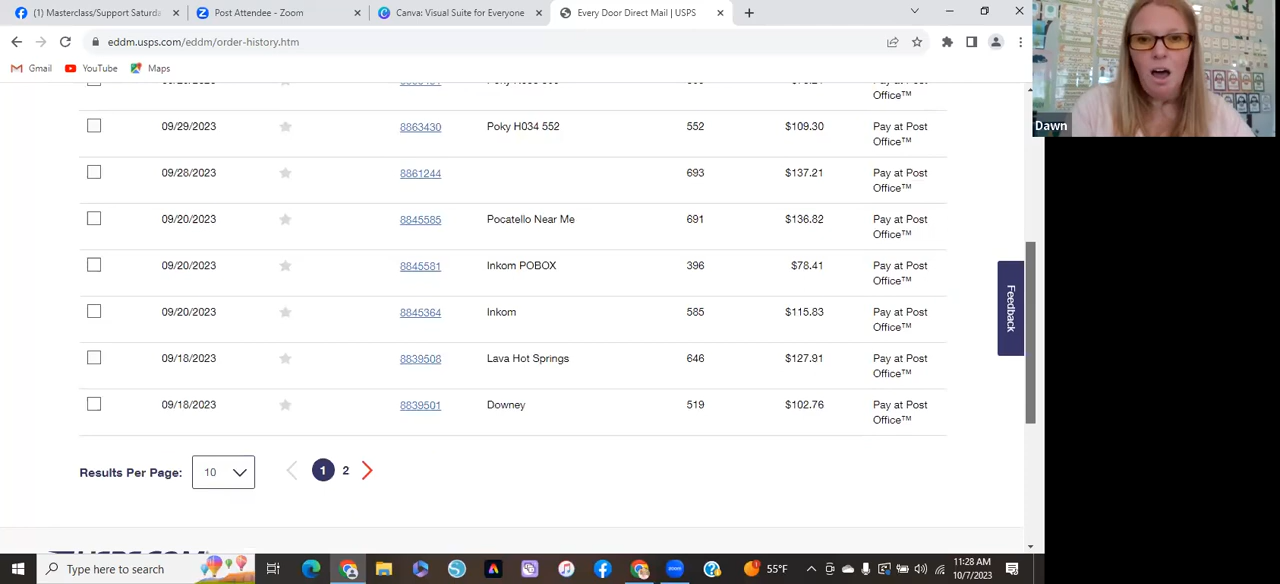 (1) Masterclass/Support Saturda
Post Attendee - Zoom
Canva: Visual Suite for Everyone
Every Door Direct Mail | USPS
eddm.usps.com/eddm/order-history.htm
Gmail
YouTube
Maps
Dawn
Office™
09/29/2023 8863430 Poky H034 552 552 $109.30 Pay at Post
Office™
09/28/2023 8861244 693 $137.21 Pay at Post
Office™
09/20/2023 8845585 Pocatello Near Me 691 $136.82 Pay at Post
Office™
09/20/2023 8845581 Inkom POBOX 396 $78.41 Pay at Post
Office™
09/20/2023 8845364 Inkom 585 $115.83 Pay at Post
Office™
09/18/2023 8839508 Lava Hot Springs 646 $127.91 Pay at Post
Office™
09/18/2023 8839501 Downey 519 $102.76 Pay at Post
Office™
Feedback
Results Per Page: 10 1 2
Type here to search
zoom
55°F
11:28 AM
10/7/2023